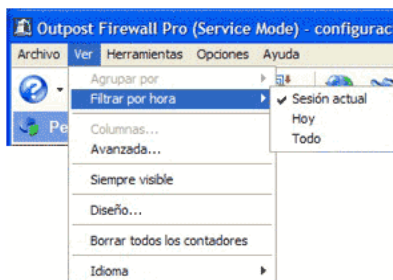 Outpost Firewall Pro (Service Mode) - configurac
Archivo Ver Herramientas Opciones Ayuda
Agrupar por
Filtrar por hora
Sesión actual
Hoy
Todo
Pe
Columnas...
Avanzada...
Siempre visible
Diseño...
Borrar todos los contadores
Idioma